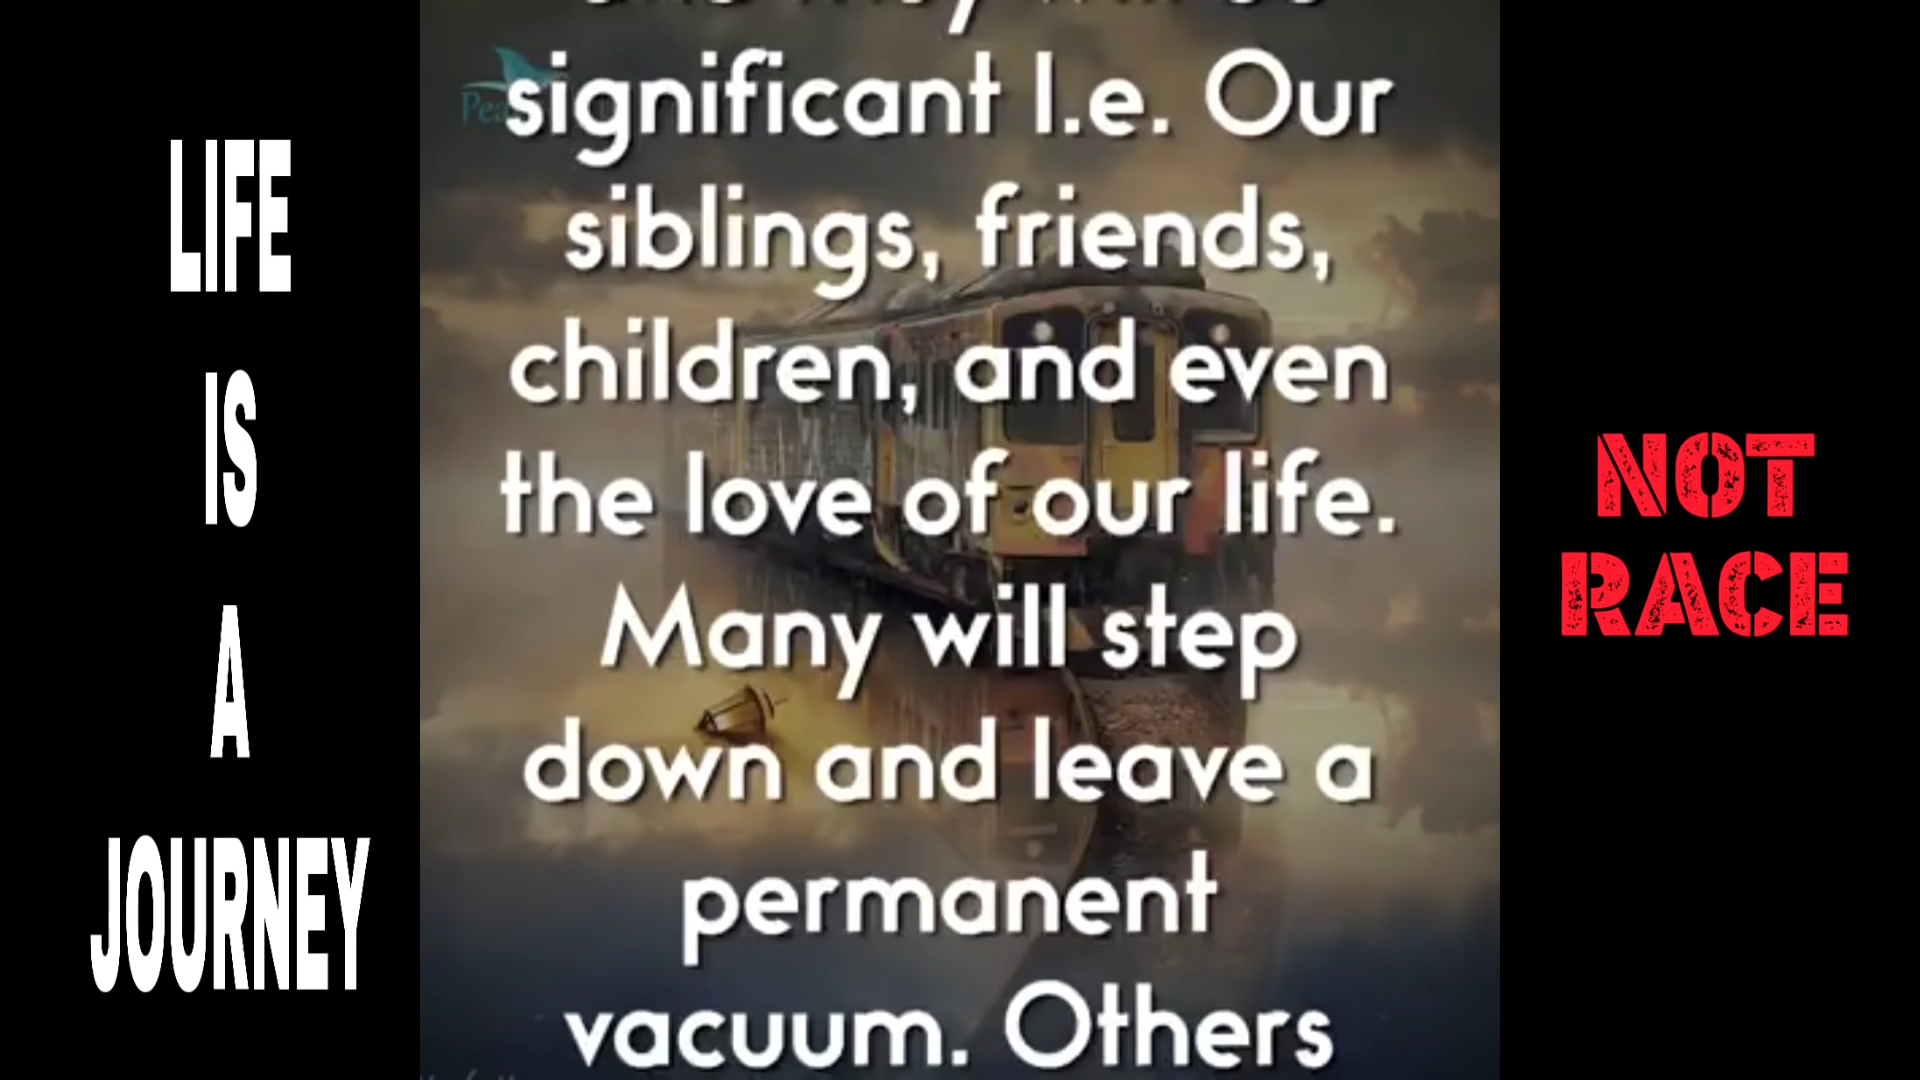 LIFE
IS
A
JOURNEY
significant I.e. Our
siblings, friends,
children, and even
the love of our life.
Many will step
down and leave a
permanent
vacuum. Others
NOT
RACE